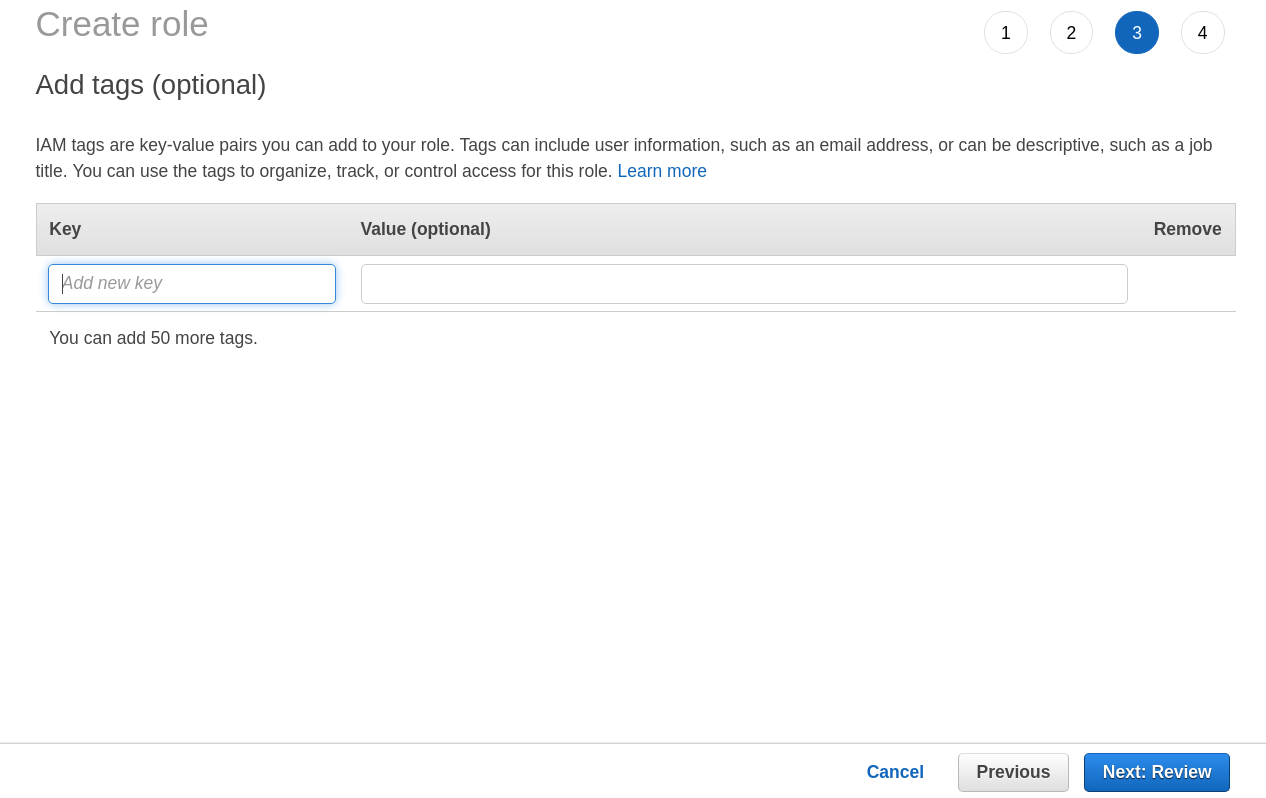 Create role
1 2 3 4
Add tags (optional)
IAM tags are key-value pairs you can add to your role. Tags can include user information, such as an email address, or can be descriptive, such as a job
title. You can use the tags to organize, track, or control access for this role. Learn more
Key Value (optional) Remove
Add new key
You can add 50 more tags.
Cancel Previous Next: Review